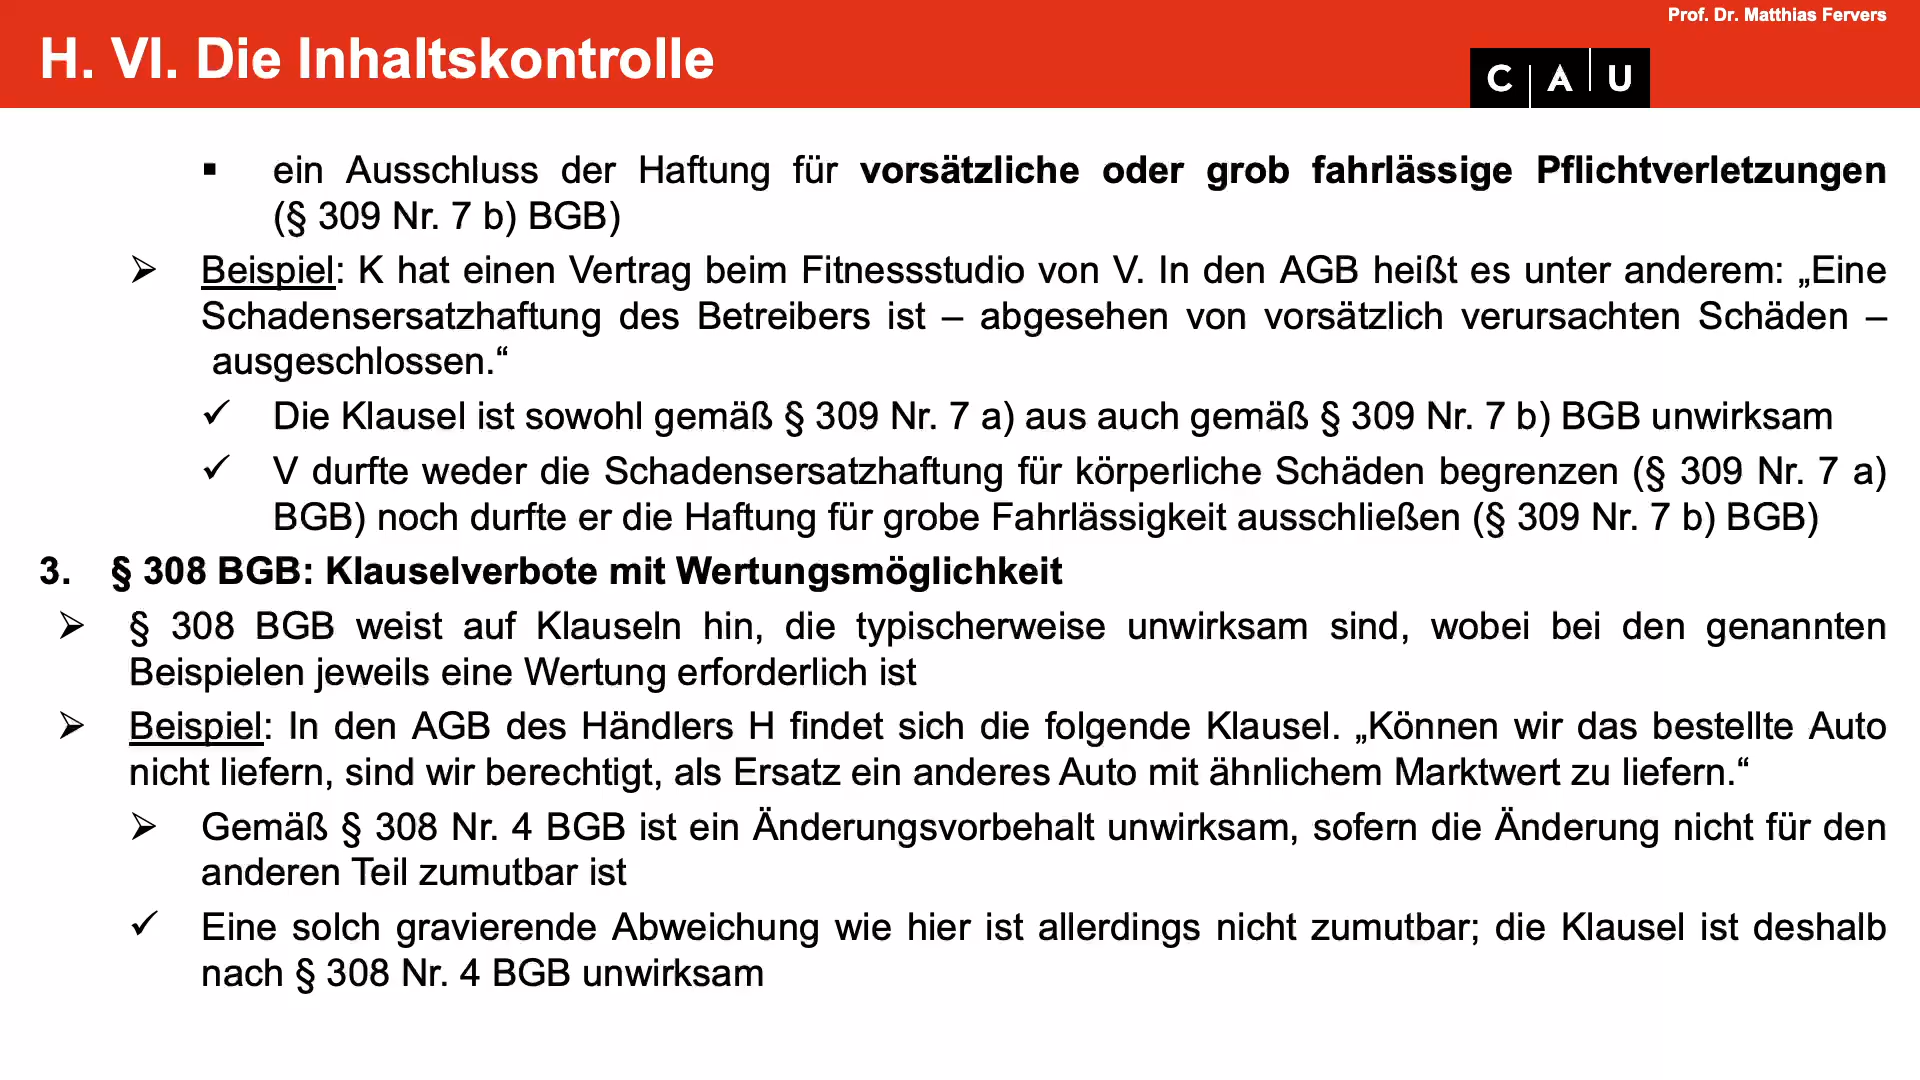 Prof. Dr. Matthias Fervers
H. VI. Die Inhaltskontrolle
C A U
▪ ein Ausschluss der Haftung für vorsätzliche oder grob fahrlässige Pflichtverletzungen
(§ 309 Nr. 7 b) BGB)
➢ Beispiel: K hat einen Vertrag beim Fitnessstudio von V. In den AGB heißt es unter anderem: „Eine
Schadensersatzhaftung des Betreibers ist – abgesehen von vorsätzlich verursachten Schäden –
ausgeschlossen.“
✓ Die Klausel ist sowohl gemäß § 309 Nr. 7 a) aus auch gemäß § 309 Nr. 7 b) BGB unwirksam
✓ V durfte weder die Schadensersatzhaftung für körperliche Schäden begrenzen (§ 309 Nr. 7 a)
BGB) noch durfte er die Haftung für grobe Fahrlässigkeit ausschließen (§ 309 Nr. 7 b) BGB)
3. § 308 BGB: Klauselverbote mit Wertungsmöglichkeit
➢ § 308 BGB weist auf Klauseln hin, die typischerweise unwirksam sind, wobei bei den genannten
Beispielen jeweils eine Wertung erforderlich ist
➢ Beispiel: In den AGB des Händlers H findet sich die folgende Klausel. „Können wir das bestellte Auto
nicht liefern, sind wir berechtigt, als Ersatz ein anderes Auto mit ähnlichem Marktwert zu liefern.“
➢ Gemäß § 308 Nr. 4 BGB ist ein Änderungsvorbehalt unwirksam, sofern die Änderung nicht für den
anderen Teil zumutbar ist
✓ Eine solch gravierende Abweichung wie hier ist allerdings nicht zumutbar; die Klausel ist deshalb
nach § 308 Nr. 4 BGB unwirksam